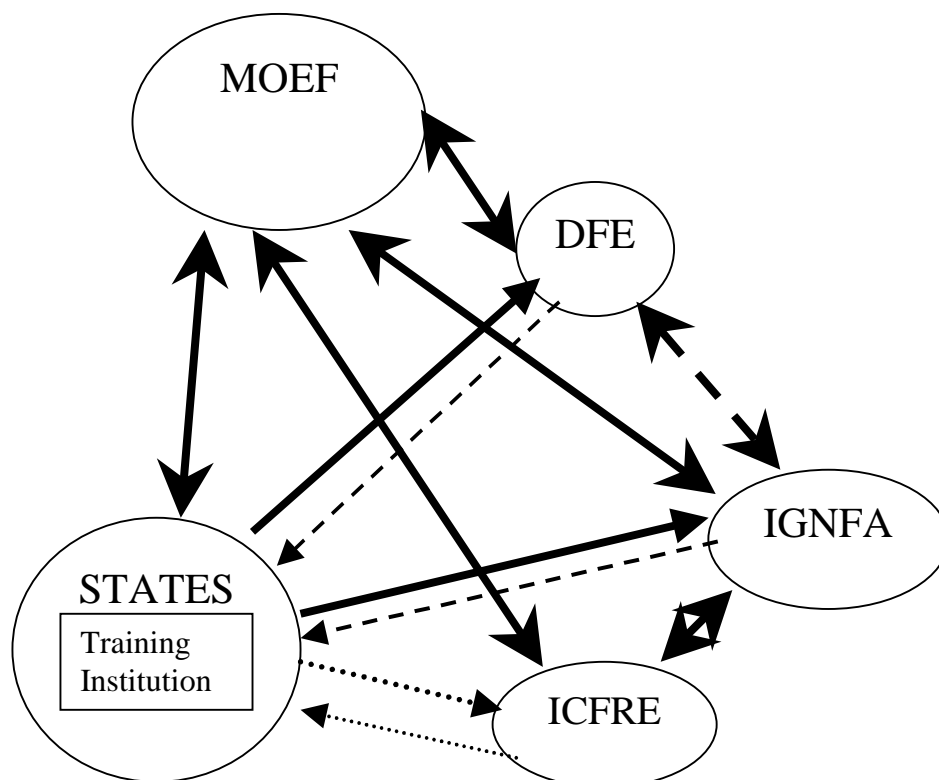 MOEF
DFE
IGNFA
STATES
Training
Institution
ICFRE